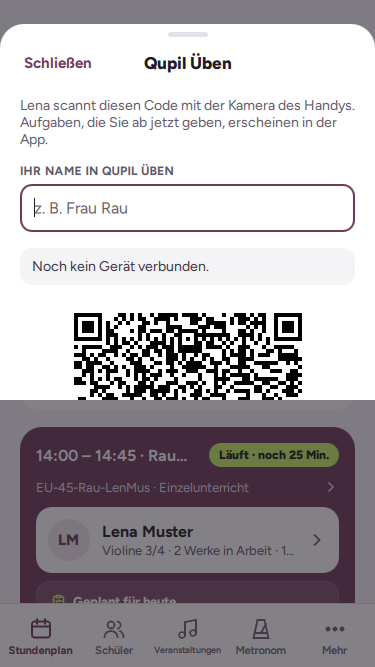 Schließen
Qupil Üben
Lena scannt diesen Code mit der Kamera des Handys.
Aufgaben, die Sie ab jetzt geben, erscheinen in der
App.
IHR NAME IN QUPIL ÜBEN
z. B. Frau Rau
Noch kein Gerät verbunden.
14:00 – 14:45 · Rau...
Läuft · noch 25 Min.
EU-45-Rau-LenMus · Einzelunterricht
LM
Lena Muster
Violine 3/4 · 2 Werke in Arbeit · 1...
Geplant für heute
Stundenplan
Schüler
Veranstaltungen
Metronom
Mehr